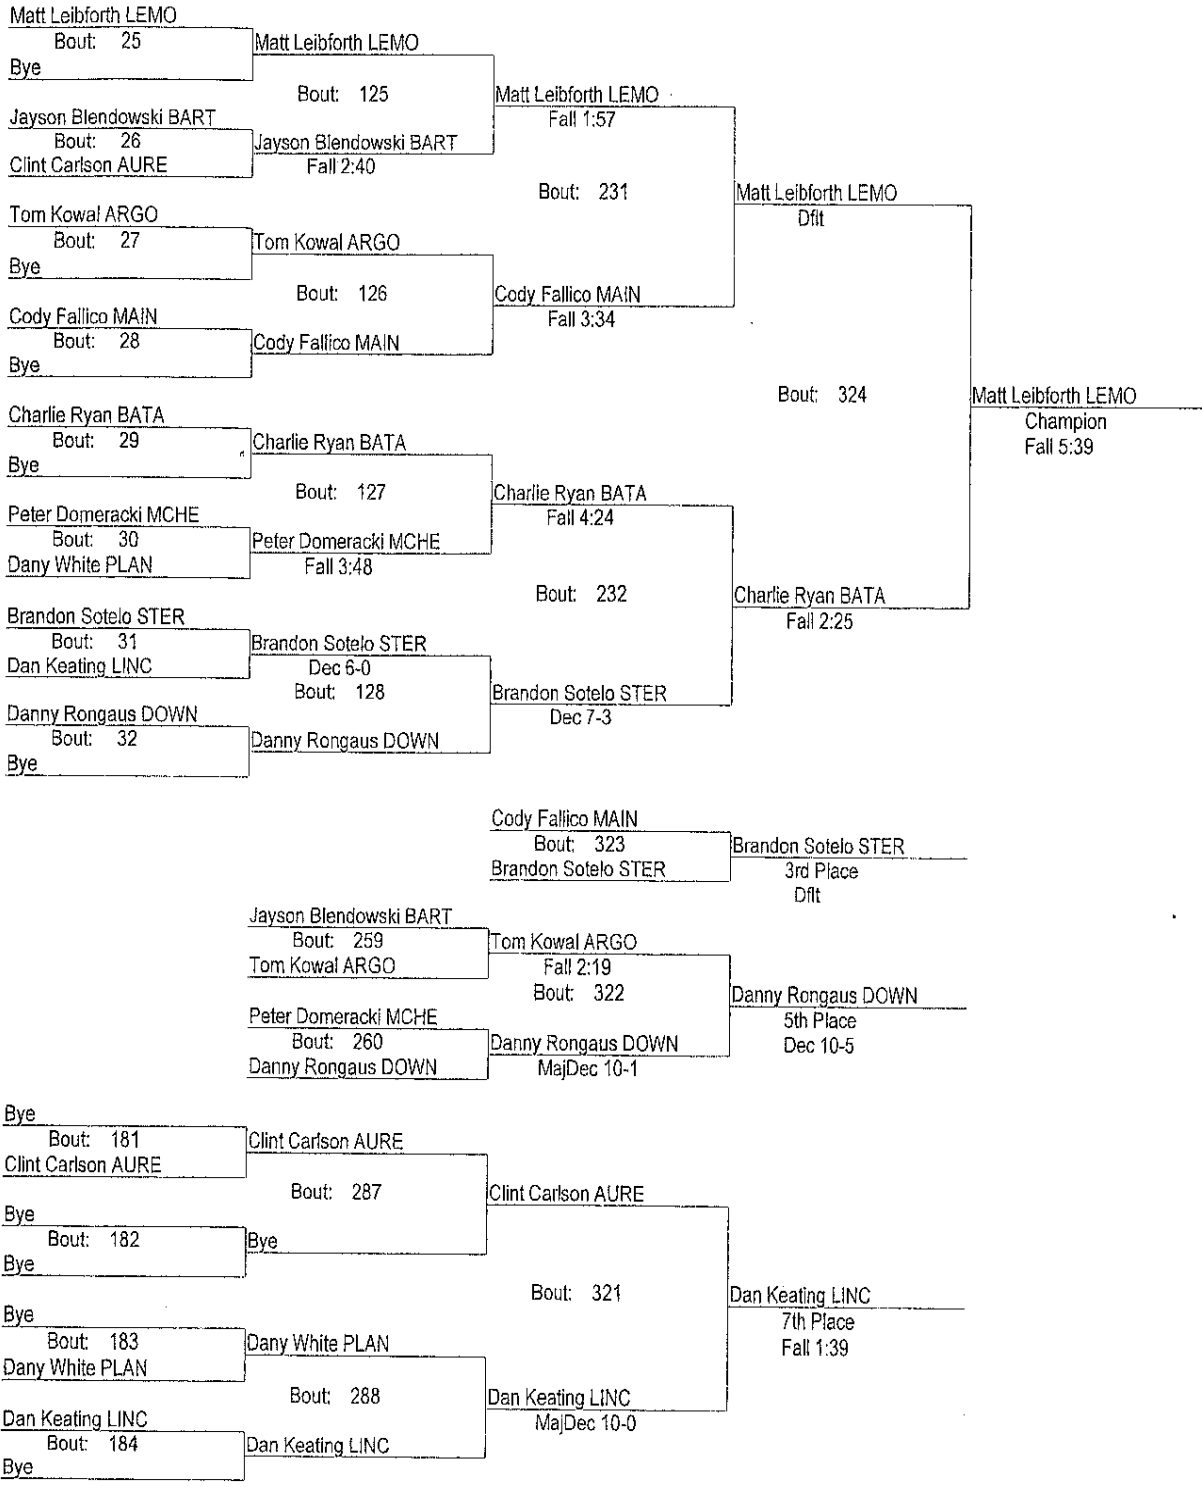 Matt Leibforth LEMO
Bout: 25
Matt Leibforth LEMO
Bye
Bout: 125
Matt Leibforth LEMO
Fall 1:57
Jayson Blendowski BART
Bout: 26
Jayson Blendowski BART
Clint Carlson AURE
Fall 2:40
Bout: 231
Matt Leibforth LEMO
Dflt
Tom Kowal ARGO
Bout: 27
Tom Kowal ARGO
Bye
Bout: 126
Cody Fallico MAIN
Fall 3:34
Cody Fallico MAIN
Bout: 28
Cody Fallico MAIN
Bye
Bout: 324
Matt Leibforth LEMO
Champion
Fall 5:39
Charlie Ryan BATA
Bout: 29
Charlie Ryan BATA
Bye
Bout: 127
Charlie Ryan BATA
Fall 4:24
Peter Domeracki MCHE
Bout: 30
Peter Domeracki MCHE
Dany White PLAN
Fall 3:48
Bout: 232
Charlie Ryan BATA
Fall 2:25
Brandon Sotelo STER
Bout: 31
Brandon Sotelo STER
Dan Keating LINC
Dec 6-0
Bout: 128
Brandon Sotelo STER
Dec 7-3
Danny Rongaus DOWN
Bout: 32
Danny Rongaus DOWN
Bye
Cody Fallico MAIN
Bout: 323
Brandon Sotelo STER
Brandon Sotelo STER
3rd Place
Dflt
Jayson Blendowski BART
Bout: 259
Tom Kowal ARGO
Tom Kowal ARGO
Fall 2:19
Bout: 322
Danny Rongaus DOWN
5th Place
Dec 10-5
Peter Domeracki MCHE
Bout: 260
Danny Rongaus DOWN
Danny Rongaus DOWN
MajDec 10-1
Bye
Bout: 181
Clint Carlson AURE
Clint Carlson AURE
Bout: 287
Clint Carlson AURE
Bye
Bout: 182
Bye
Bye
Bout: 321
Dan Keating LINC
7th Place
Fall 1:39
Bye
Bout: 183
Dany White PLAN
Dany White PLAN
Bout: 288
Dan Keating LINC
MajDec 10-0
Dan Keating LINC
Bout: 184
Dan Keating LINC
Bye